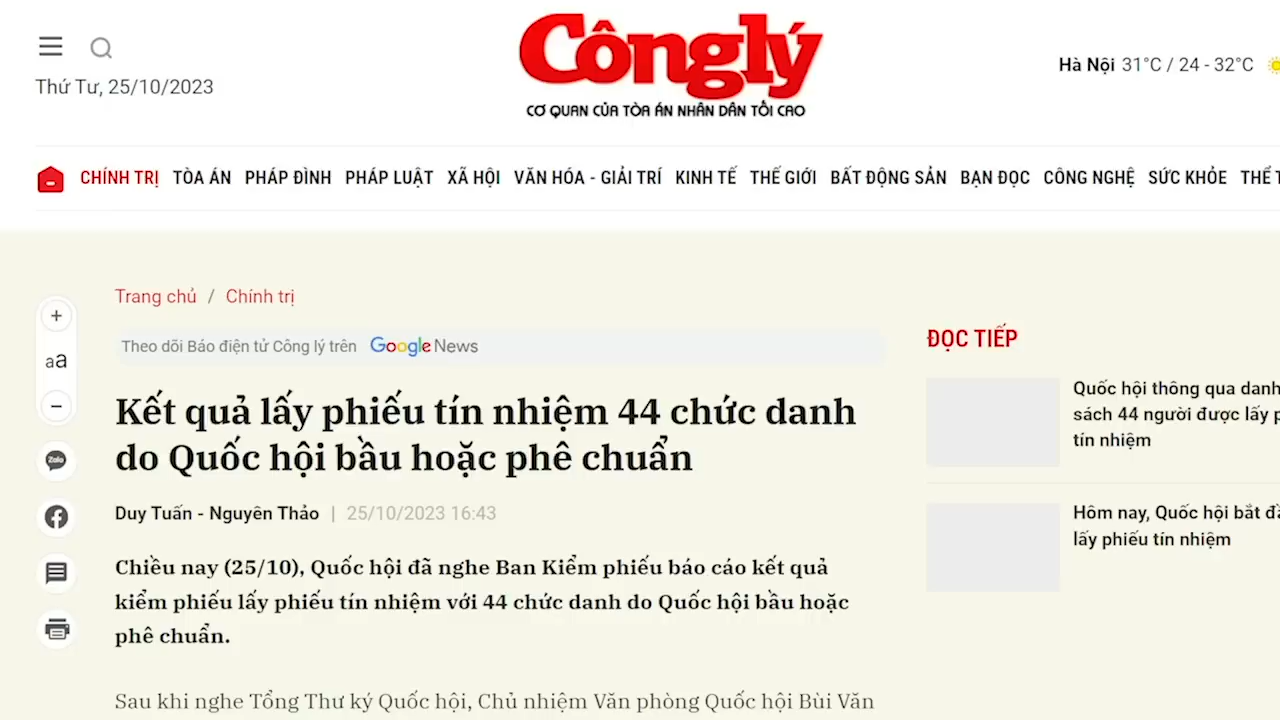 Thứ Tư, 25/10/2023
Cônglý
CƠ QUAN CỦA TÒA ÁN NHÂN DÂN TỐI CAO
Hà Nội 31°C / 24 - 32°C
CHÍNH TRỊ TÒA ÁN PHÁP ĐÌNH PHÁP LUẬT XÃ HỘI VĂN HÓA - GIẢI TRÍ KINH TẾ THẾ GIỚI BẤT ĐỘNG SẢN BẠN ĐỌC CÔNG NGHỆ SỨC KHỎE THỂ
Trang chủ / Chính trị
+
aa
−
Zalo
Theo dõi Báo điện tử Công lý trên Google News
Kết quả lấy phiếu tín nhiệm 44 chức danh
do Quốc hội bầu hoặc phê chuẩn
Duy Tuấn - Nguyên Thảo | 25/10/2023 16:43
Chiều nay (25/10), Quốc hội đã nghe Ban Kiểm phiếu báo cáo kết quả
kiểm phiếu lấy phiếu tín nhiệm với 44 chức danh do Quốc hội bầu hoặc
phê chuẩn.
Sau khi nghe Tổng Thư ký Quốc hội, Chủ nhiệm Văn phòng Quốc hội Bùi Văn
ĐỌC TIẾP
Quốc hội thông qua danh
sách 44 người được lấy
tín nhiệm
Hôm nay, Quốc hội bắt
lấy phiếu tín nhiệm